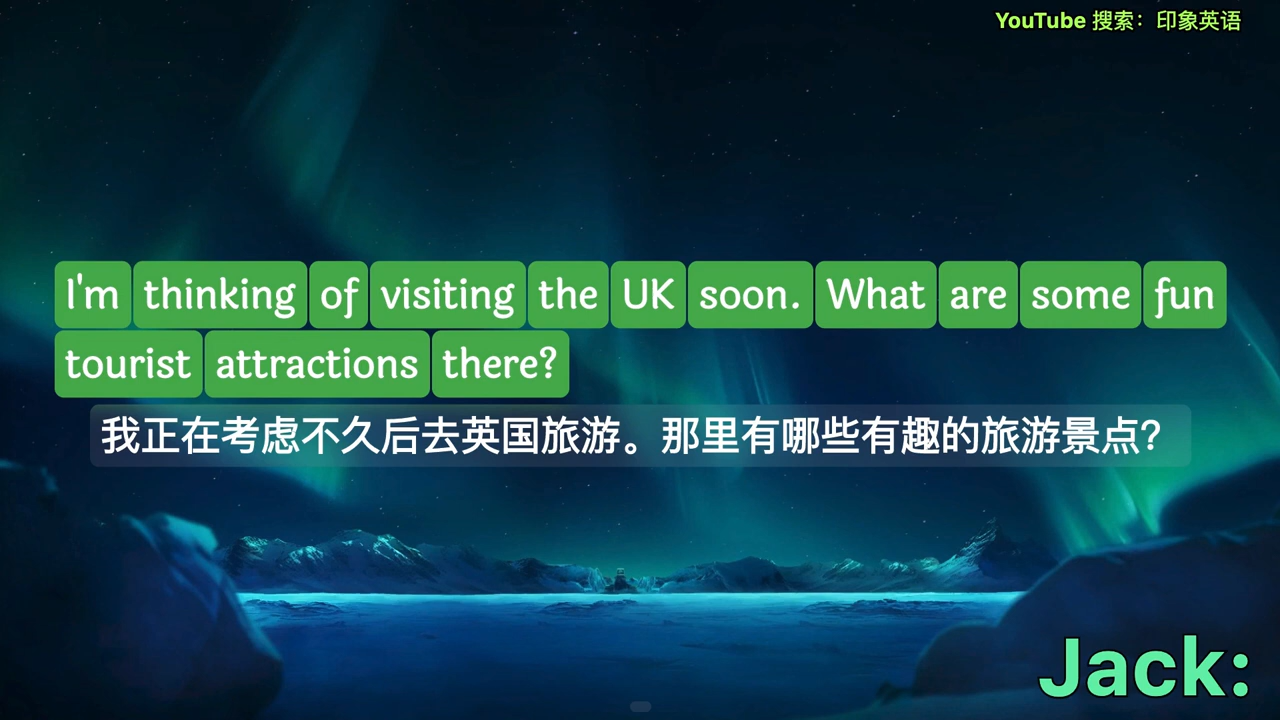 YouTube 搜索：印象英语
I'm thinking of visiting the UK soon. What are some fun
tourist attractions there?
我正在考虑不久后去英国旅游。那里有哪些有趣的旅游景点？
Jack: